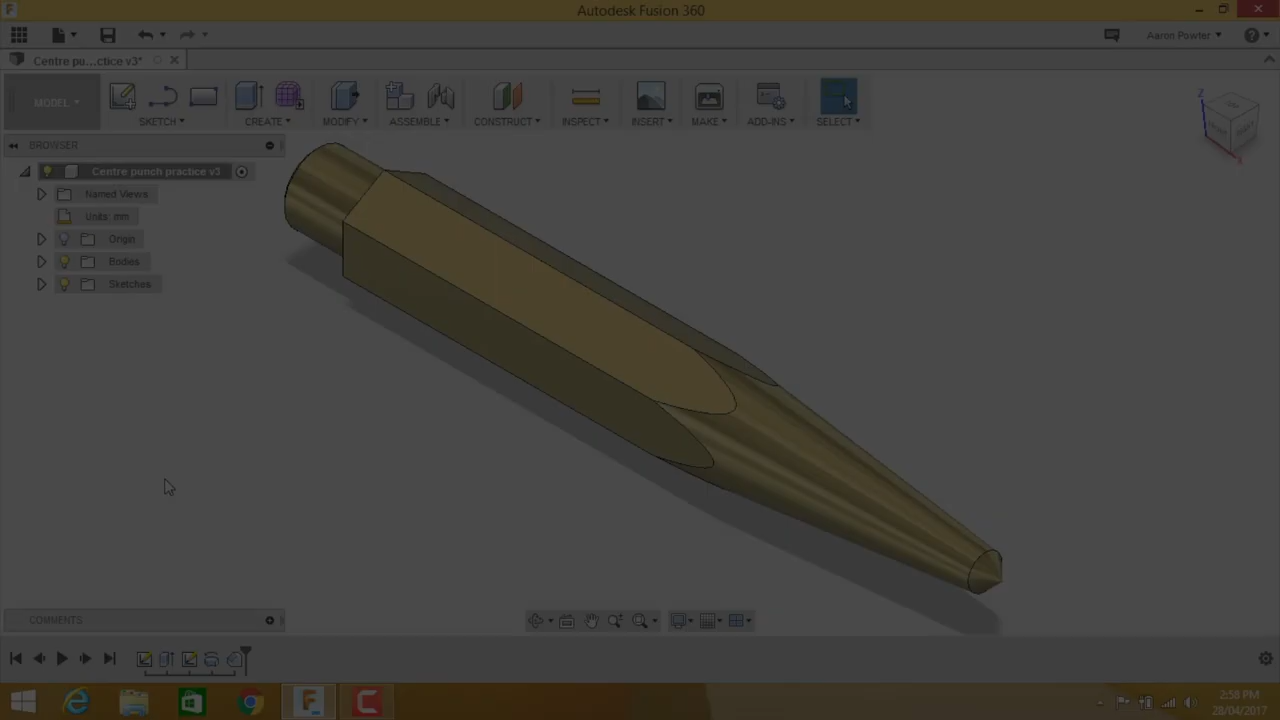 Autodesk Fusion 360
Aaron Powter
Centre pu...ctice v3*
MODEL
SKETCH
CREATE
MODIFY
ASSEMBLE
CONSTRUCT
INSPECT
INSERT
MAKE
ADD-INS
SELECT
BROWSER
Centre punch practice v3
Named Views
Units: mm
Origin
Bodies
Sketches
Z
COMMENTS
2:58 PM
28/04/2017